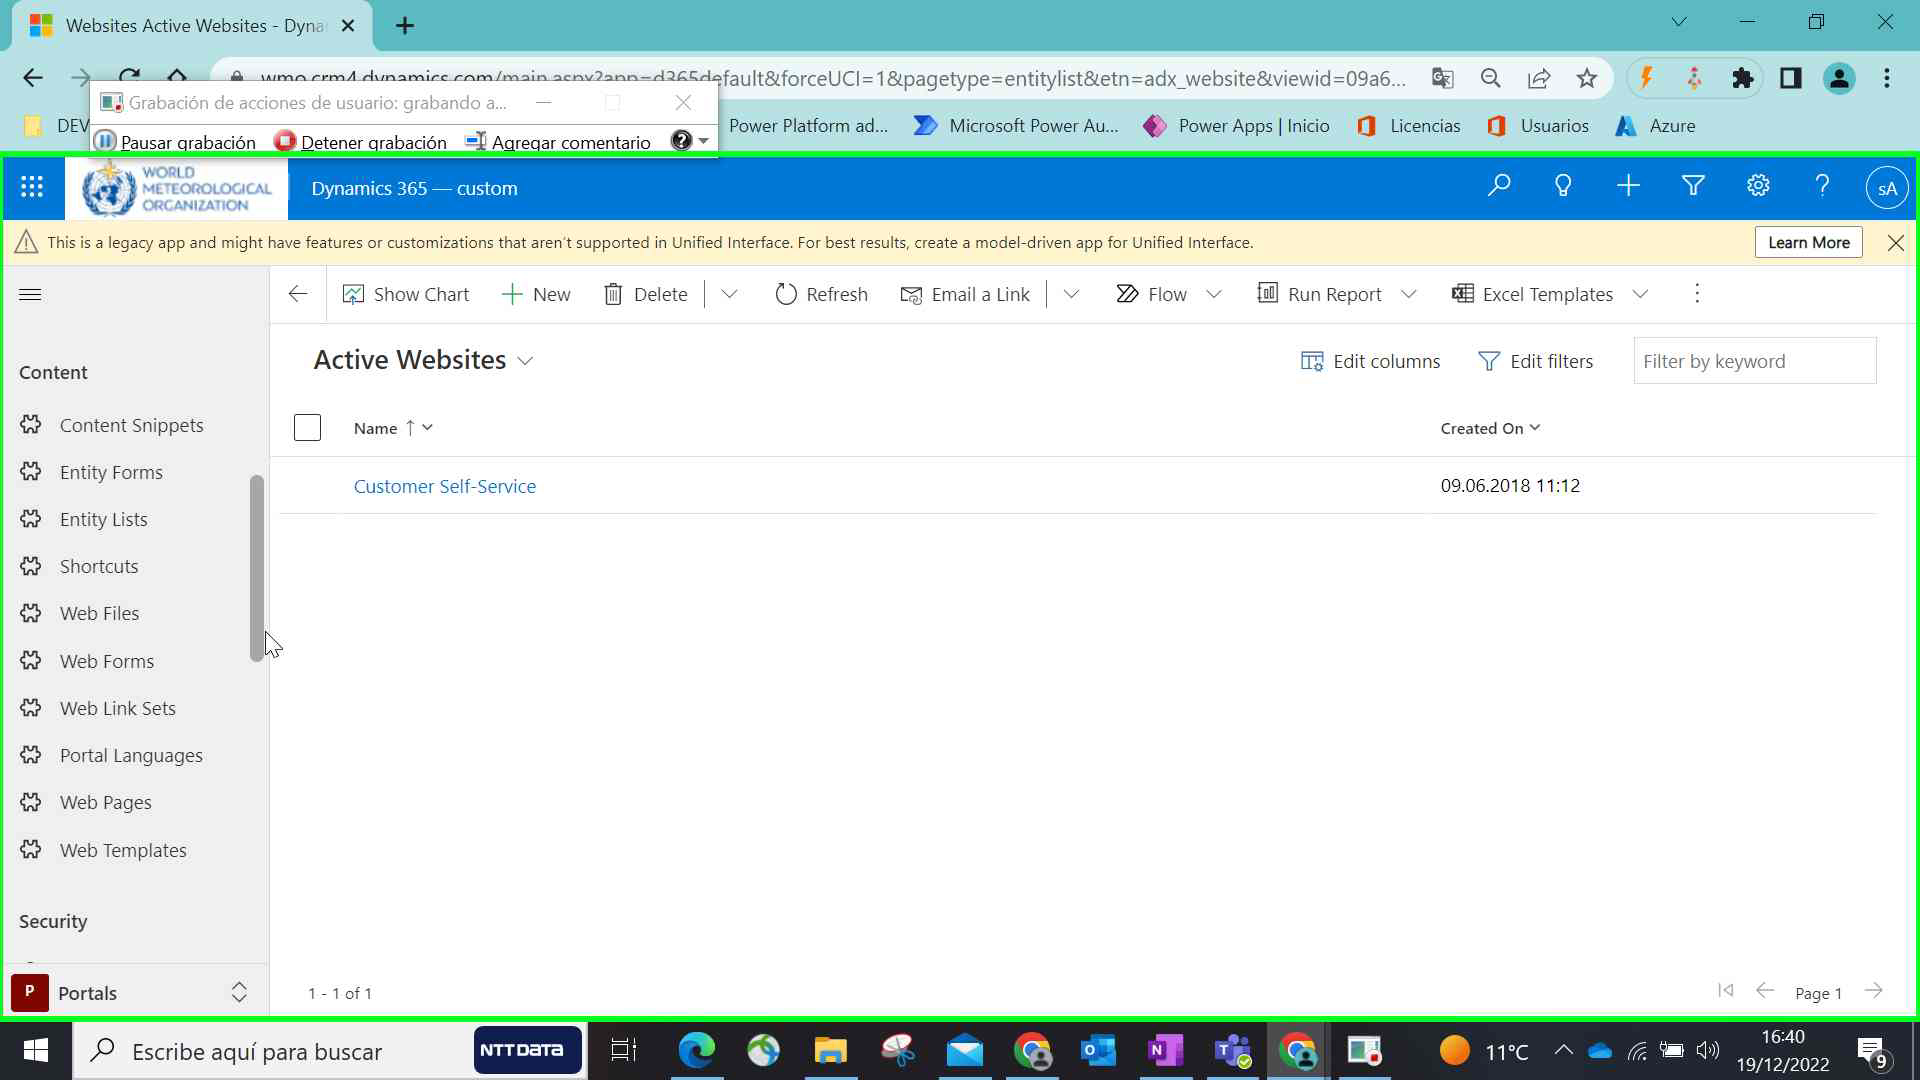 Websites Active Websites - Dyna
wmo.crm4.dynamics.com/main.aspx?app=d365default&forceUCI=1&pagetype=entitylist&etn=adx_website&viewid=09a6...
Grabación de acciones de usuario: grabando a...
DEV
Pausar grabación
Detener grabación
Agregar comentario
Power Platform ad...
Microsoft Power Au...
Power Apps | Inicio
Licencias
Usuarios
Azure
WORLD
METEOROLOGICAL
ORGANIZATION
Dynamics 365 — custom
sA
This is a legacy app and might have features or customizations that aren't supported in Unified Interface. For best results, create a model-driven app for Unified Interface.
Learn More
Show Chart
New
Delete
Refresh
Email a Link
Flow
Run Report
Excel Templates
Active Websites
Edit columns
Edit filters
Filter by keyword
Name
Created On
Customer Self-Service
09.06.2018 11:12
Content
Content Snippets
Entity Forms
Entity Lists
Shortcuts
Web Files
Web Forms
Web Link Sets
Portal Languages
Web Pages
Web Templates
Security
P
Portals
1 - 1 of 1
Page 1
Escribe aquí para buscar
NTT DATA
11°C
16:40
19/12/2022
9